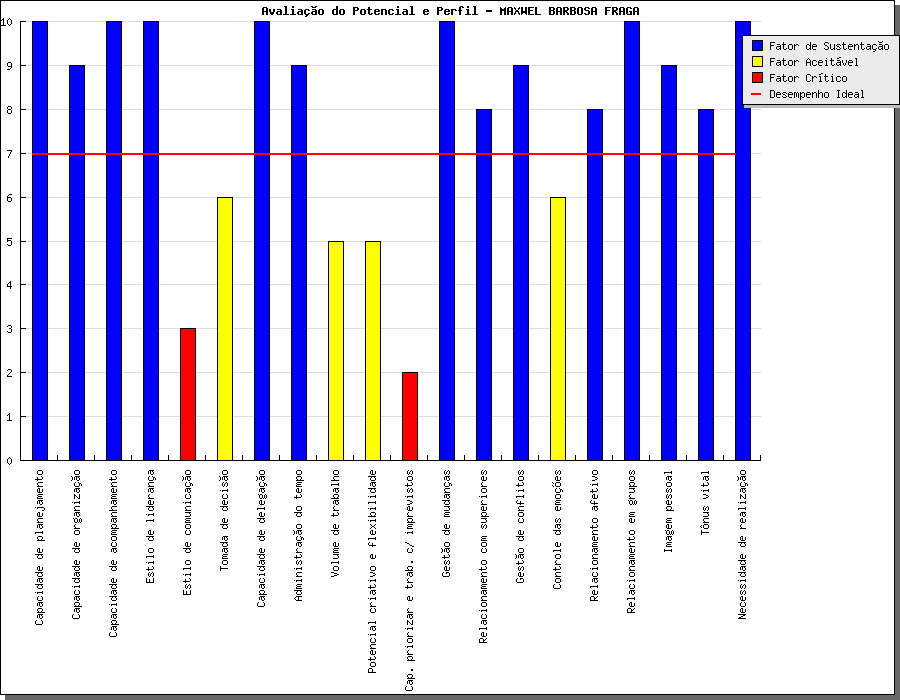 Avaliação do Potencial e Perfil - MAXWEL BARBOSA FRAGA
10
9
8
7
6
5
4
3
2
1
0
Fator de Sustentação
Fator Aceitável
Fator Crítico
Desempenho Ideal
Capacidade de planejamento
Capacidade de organização
Capacidade de acompanhamento
Estilo de liderança
Estilo de comunicação
Tomada de decisão
Capacidade de delegação
Administração do tempo
Volume de trabalho
Potencial criativo e flexibilidade
Cap. priorizar e trab. c/ imprevistos
Gestão de mudanças
Relacionamento com superiores
Gestão de conflitos
Controle das emoções
Relacionamento afetivo
Relacionamento em grupos
Imagem pessoal
Tônus vital
Necessidade de realização